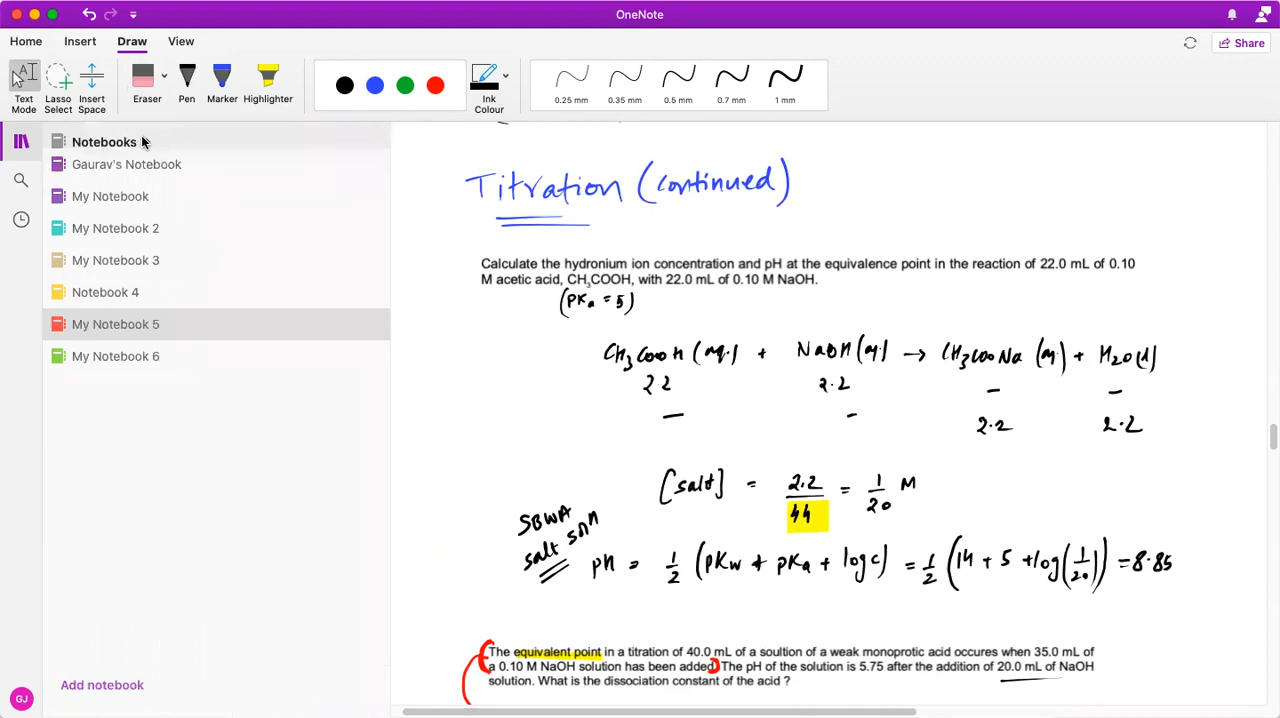 OneNote
Home Insert Draw View
Share
Text Mode
Lasso Select
Insert Space
Eraser
Pen
Marker
Highlighter
Ink Colour
0.25 mm 0.35 mm 0.5 mm 0.7 mm 1 mm
Notebooks
Gaurav's Notebook
My Notebook
My Notebook 2
My Notebook 3
Notebook 4
My Notebook 5
My Notebook 6
Add notebook
GJ
Titration (continued)
Calculate the hydronium ion concentration and pH at the equivalence point in the reaction of 22.0 mL of 0.10
M acetic acid, CH3COOH, with 22.0 mL of 0.10 M NaOH.
(PKa = 5)
CH3COOH (aq.) + NaOH (aq.) → CH3COONa (aq.) + H2O(l)
2.2 2.2 – –
– – 2.2 2.2
[salt] = 2.2/44 = 1/20 M
SBWA
salt soln
pH = 1/2 (PKw + PKa + log c) = 1/2 (14 + 5 + log(1/20)) = 8.85
The equivalent point in a titration of 40.0 mL of a soultion of a weak monoprotic acid occures when 35.0 mL of
a 0.10 M NaOH solution has been added. The pH of the solution is 5.75 after the addition of 20.0 mL of NaOH
solution. What is the dissociation constant of the acid ?